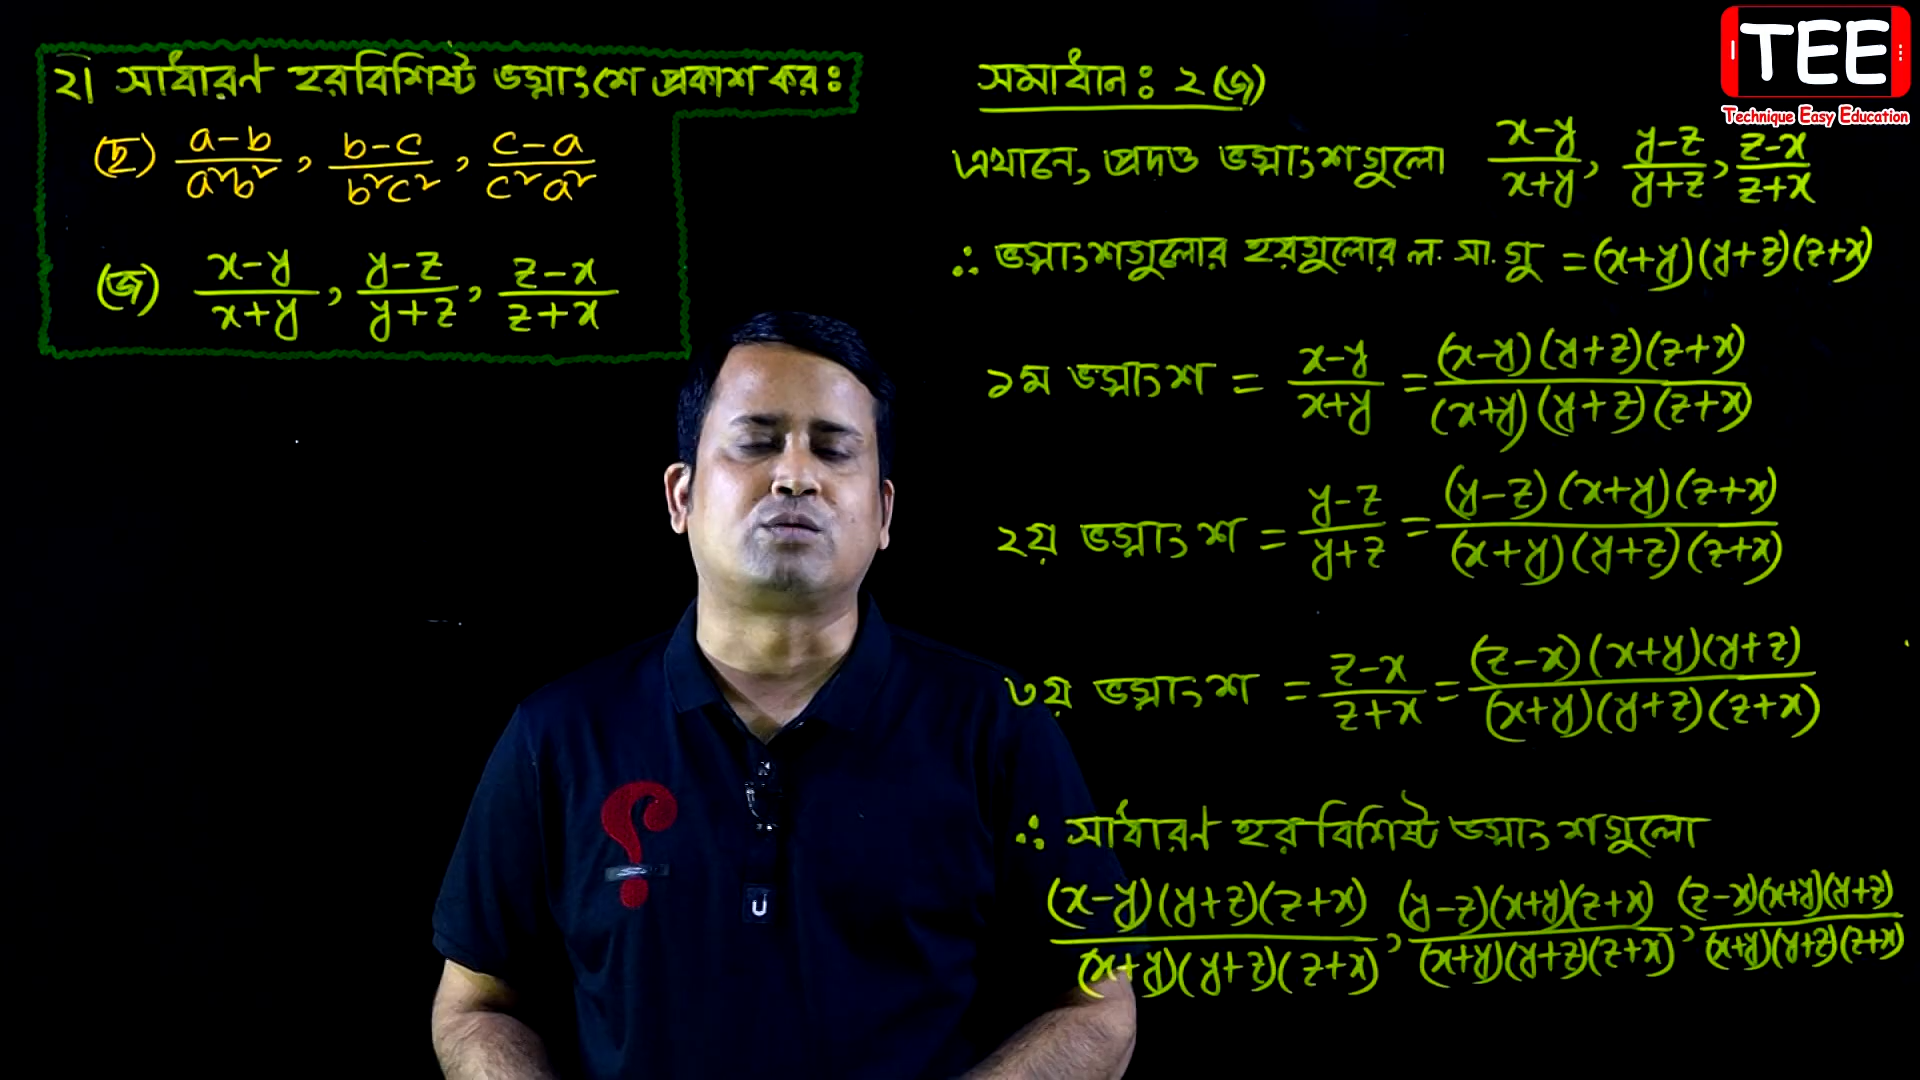 ২। সাধারণ হরবিশিষ্ট ভগ্নাংশে প্রকাশ কর:
(ছ) a-b/a²b², b-c/b²c², c-a/c²a²
(জ) x-y/x+y, y-z/y+z, z-x/z+x
সমাধান: ২(জ)
এখানে, প্রদত্ত ভগ্নাংশগুলো x-y/x+y, y-z/y+z, z-x/z+x
∴ ভগ্নাংশগুলোর হরগুলোর ল. সা. গু = (x+y)(y+z)(z+x)
১ম ভগ্নাংশ = x-y/x+y = (x-y)(y+z)(z+x)/(x+y)(y+z)(z+x)
২য় ভগ্নাংশ = y-z/y+z = (y-z)(x+y)(z+x)/(x+y)(y+z)(z+x)
৩য় ভগ্নাংশ = z-x/z+x = (z-x)(x+y)(y+z)/(x+y)(y+z)(z+x)
∴ সাধারণ হর বিশিষ্ট ভগ্নাংশগুলো
(x-y)(y+z)(z+x)/(x+y)(y+z)(z+x), (y-z)(x+y)(z+x)/(x+y)(y+z)(z+x), (z-x)(x+y)(y+z)/(x+y)(y+z)(z+x)
TEE
Technique Easy Education
U